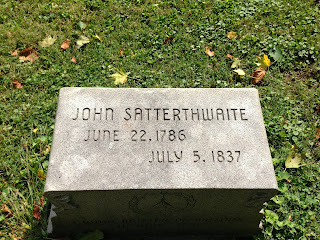 JOHN SATTERTHWAITE
JUNE 22, 1786
JULY 5, 1837